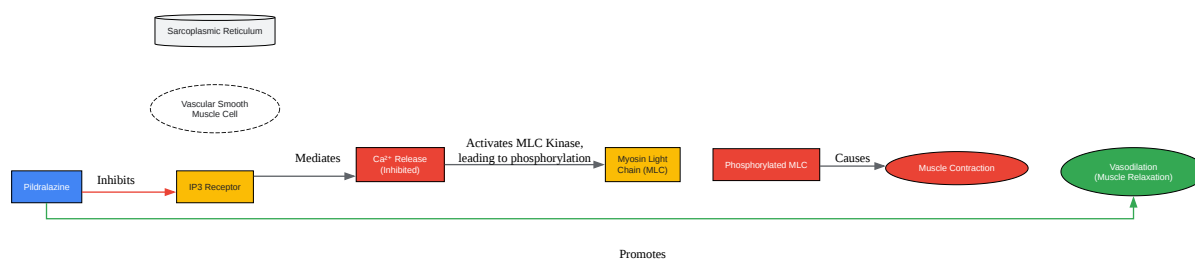 Sarcoplasmic Reticulum
Vascular Smooth
Muscle Cell
Pildralazine
Inhibits
IP3 Receptor
Mediates
Ca²⁺ Release
(Inhibited)
Activates MLC Kinase,
leading to phosphorylation
Myosin Light
Chain (MLC)
Phosphorylated MLC
Causes
Muscle Contraction
Vasodilation
(Muscle Relaxation)
Promotes